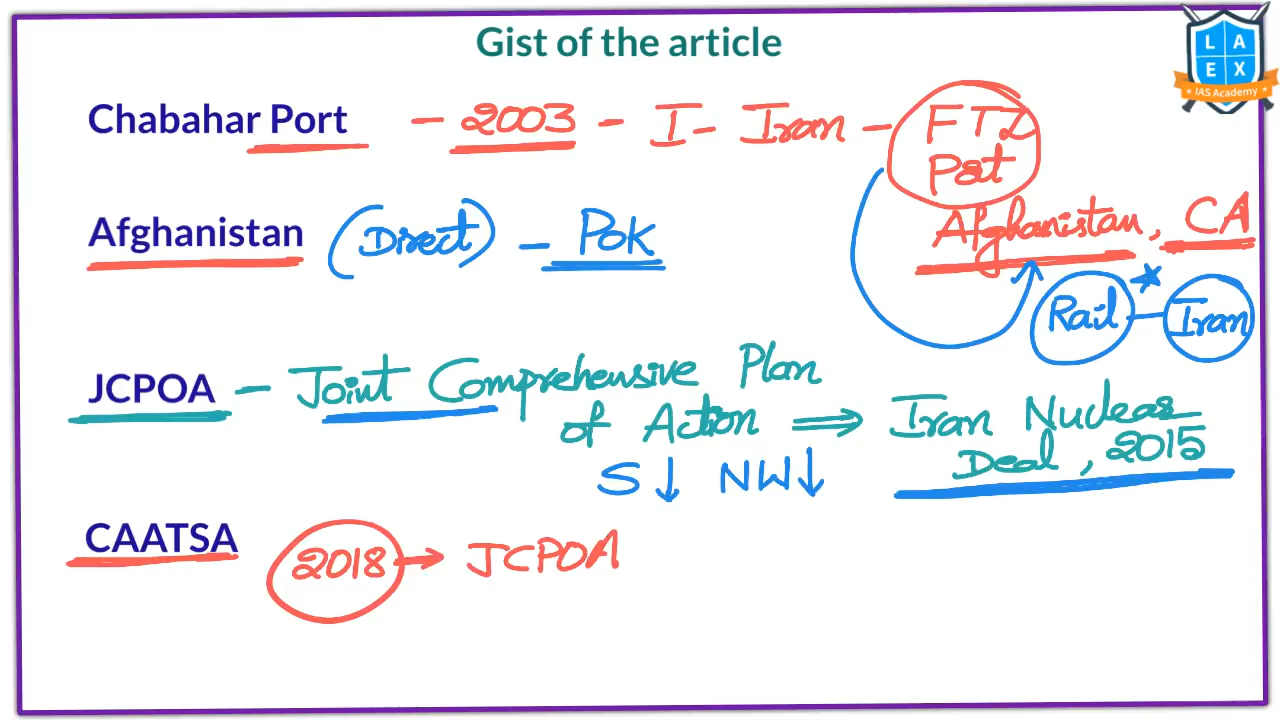 Gist of the article
L A
E X
IAS Academy
Chabahar Port - 2003 - I - Iran - FTZ
Port
Afghanistan, CA
Afghanistan (Direct) - PoK
Rail - Iran
JCPOA - Joint Comprehensive Plan
of Action ⇒ Iran Nuclear
Deal, 2015
S↓ NW↓
CAATSA 2018 → JCPOA